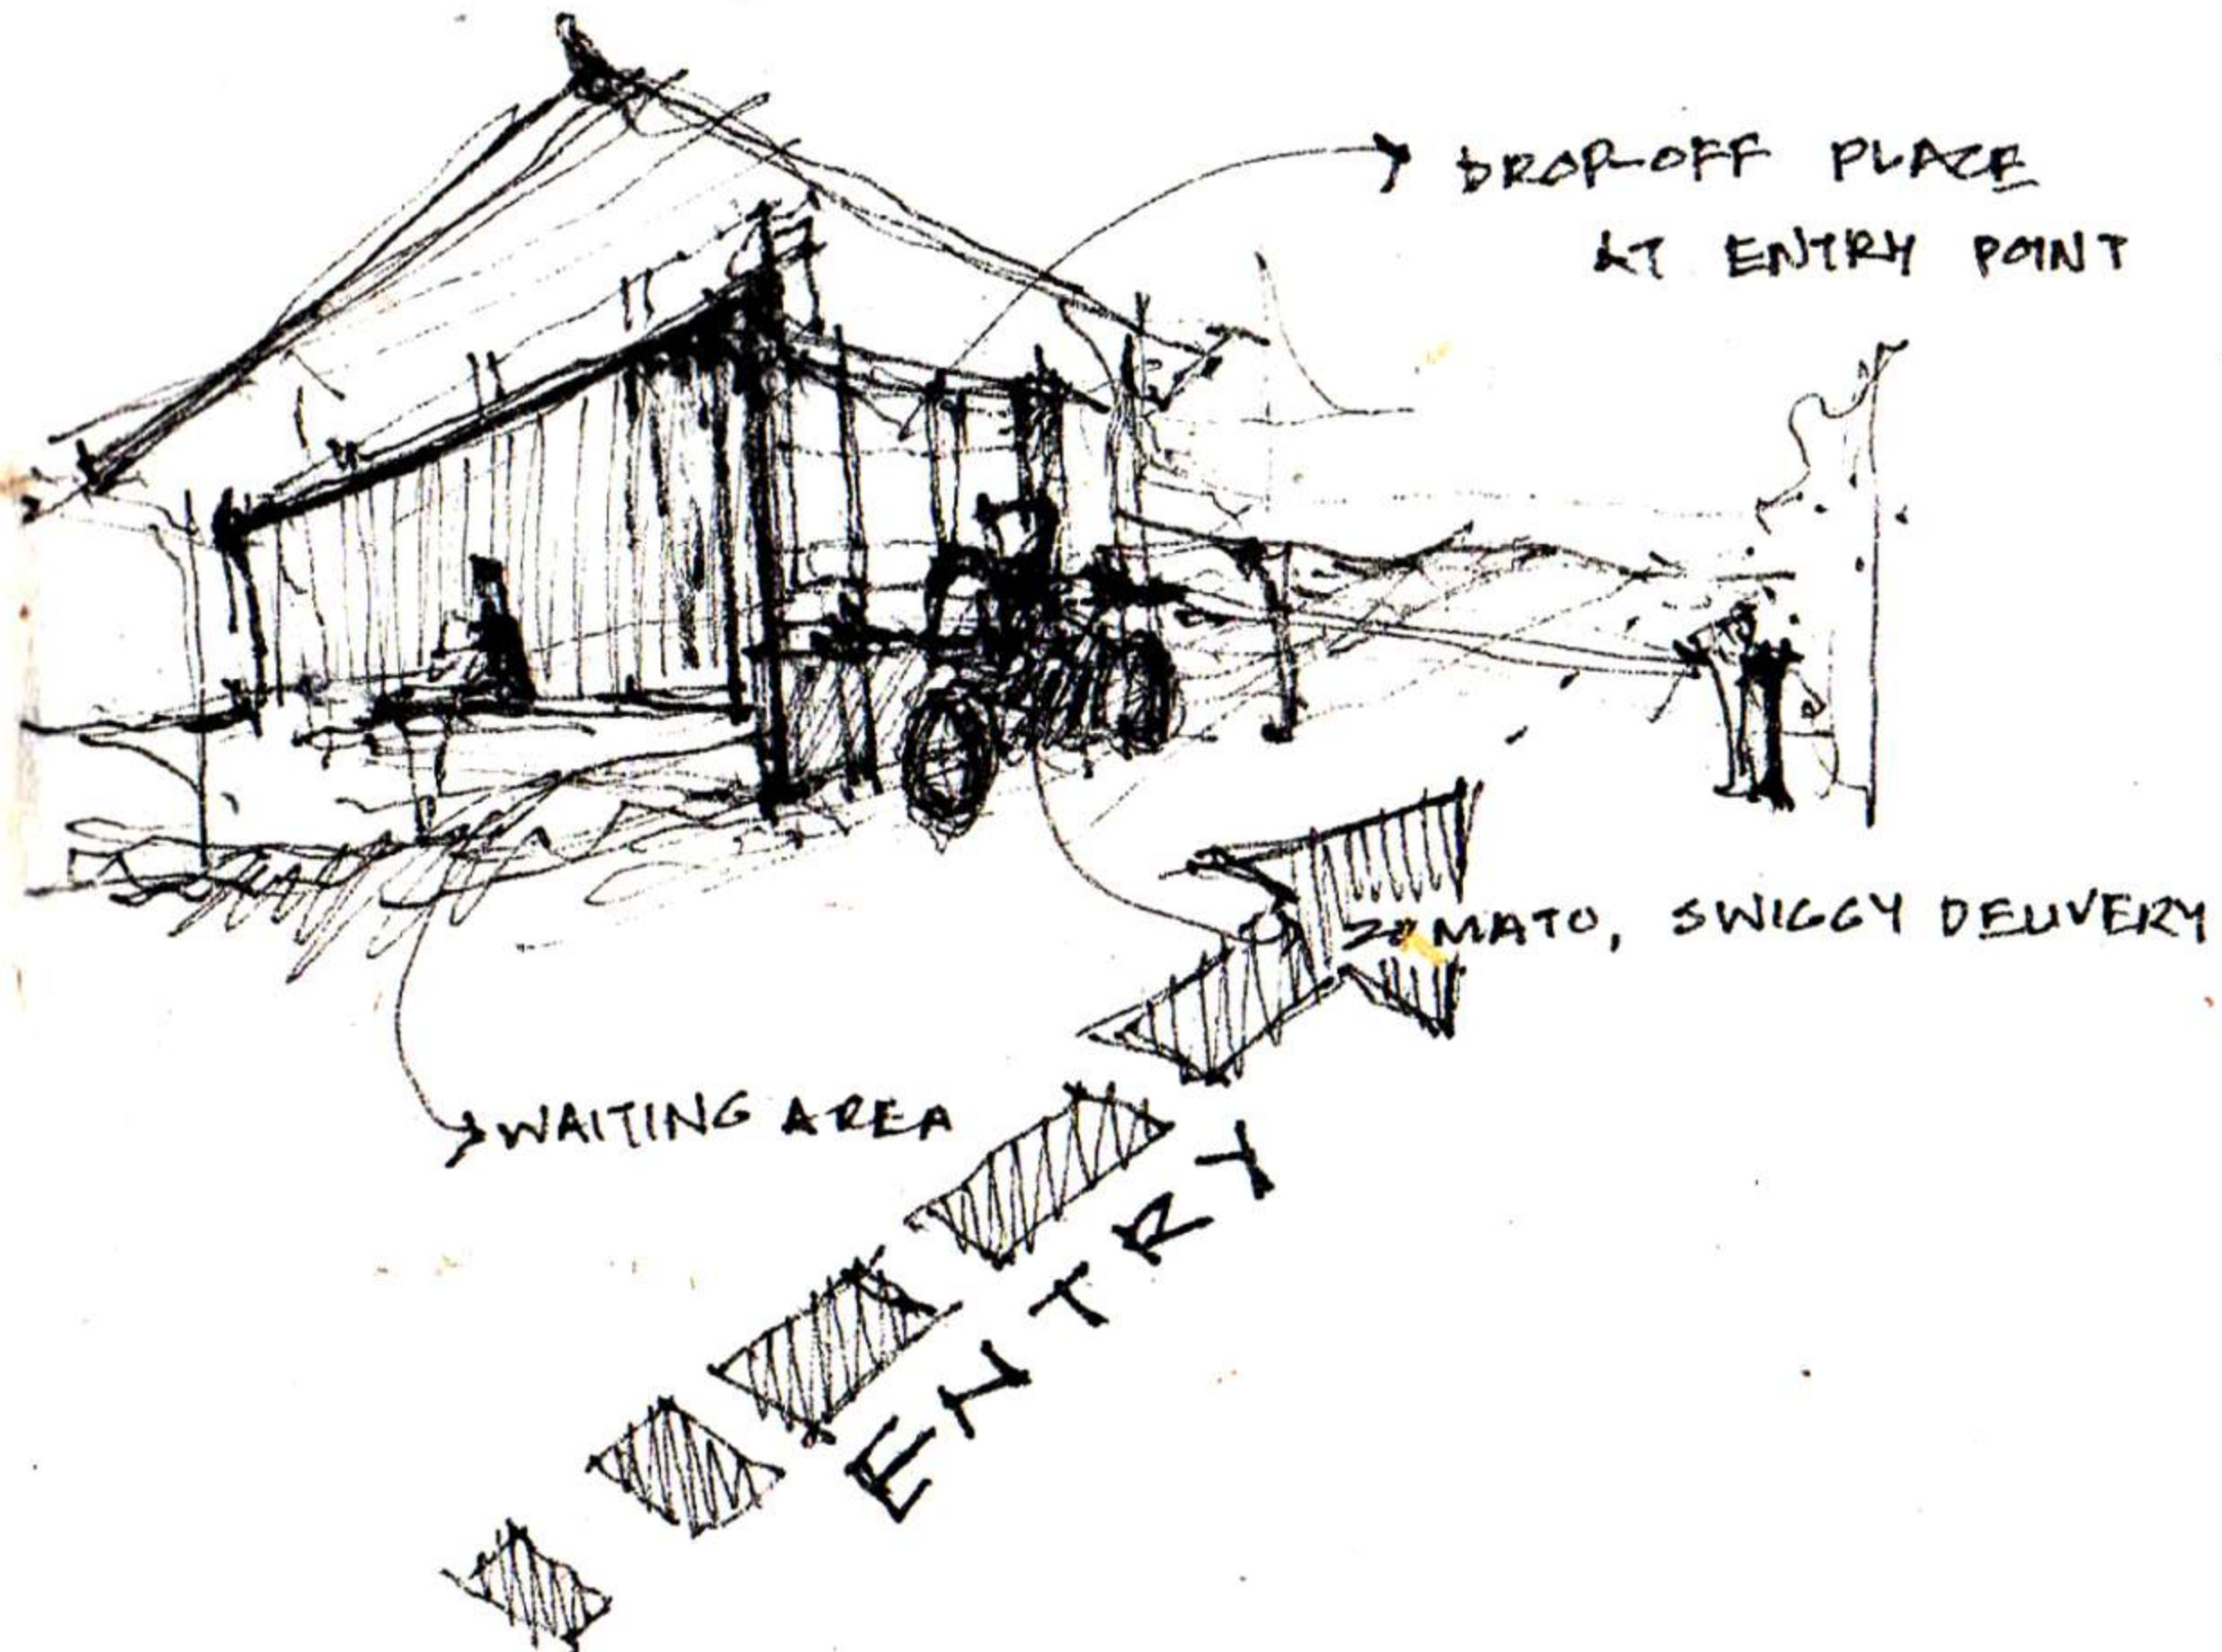 DROP-OFF PLACE
AT ENTRY POINT
ZOMATO, SWIGGY DELIVERY
WAITING AREA
ENTRY